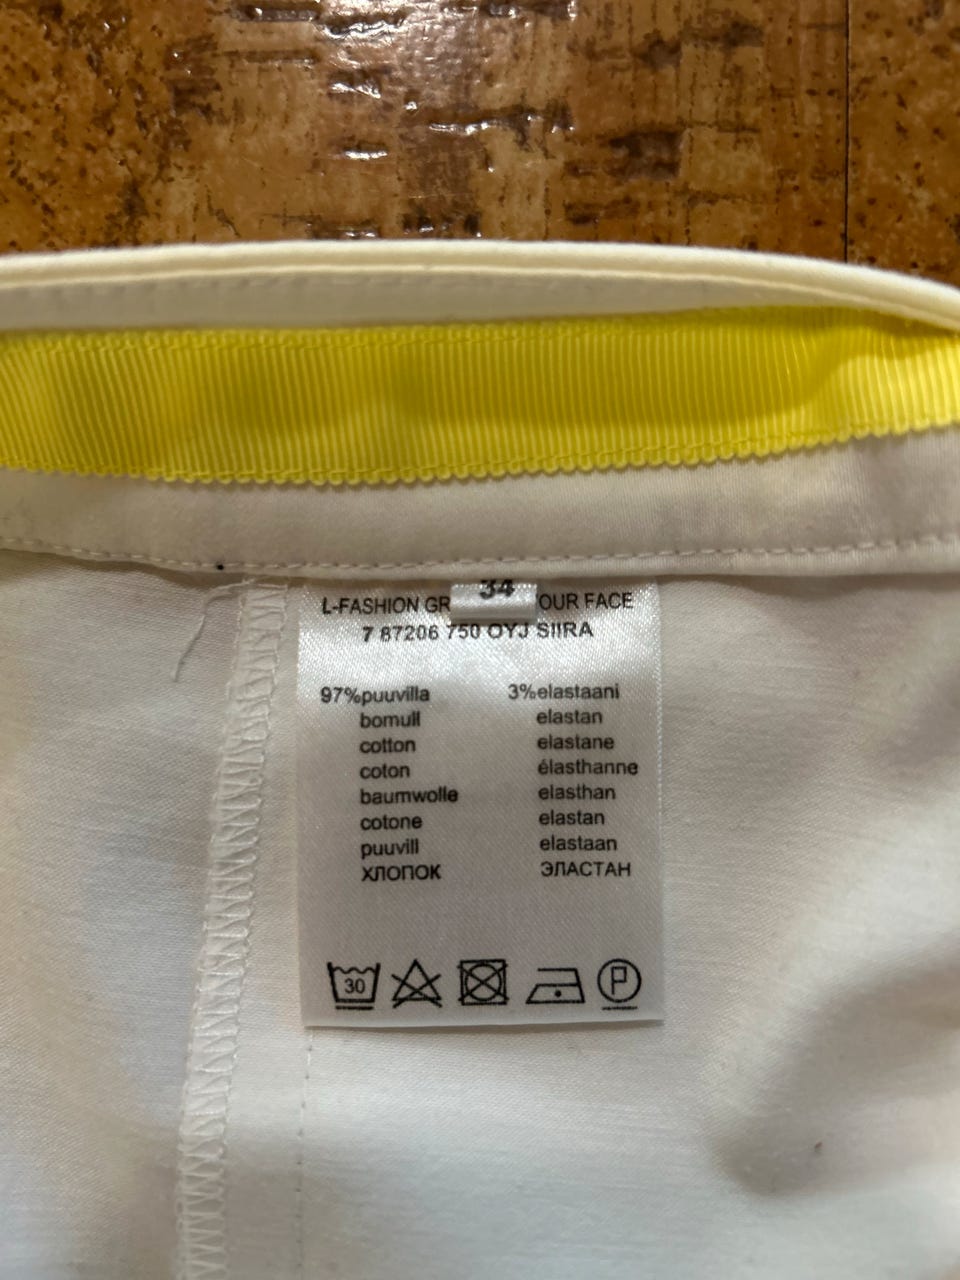 34
L-FASHION GR OUR FACE
7 87206 750 OYJ SIIRA
97%puuvilla 3%elastaani
bomull elastan
cotton elastane
coton élasthanne
baumwolle elasthan
cotone elastan
puuvill elastaan
ХЛОПОК ЭЛАСТАН
30 P